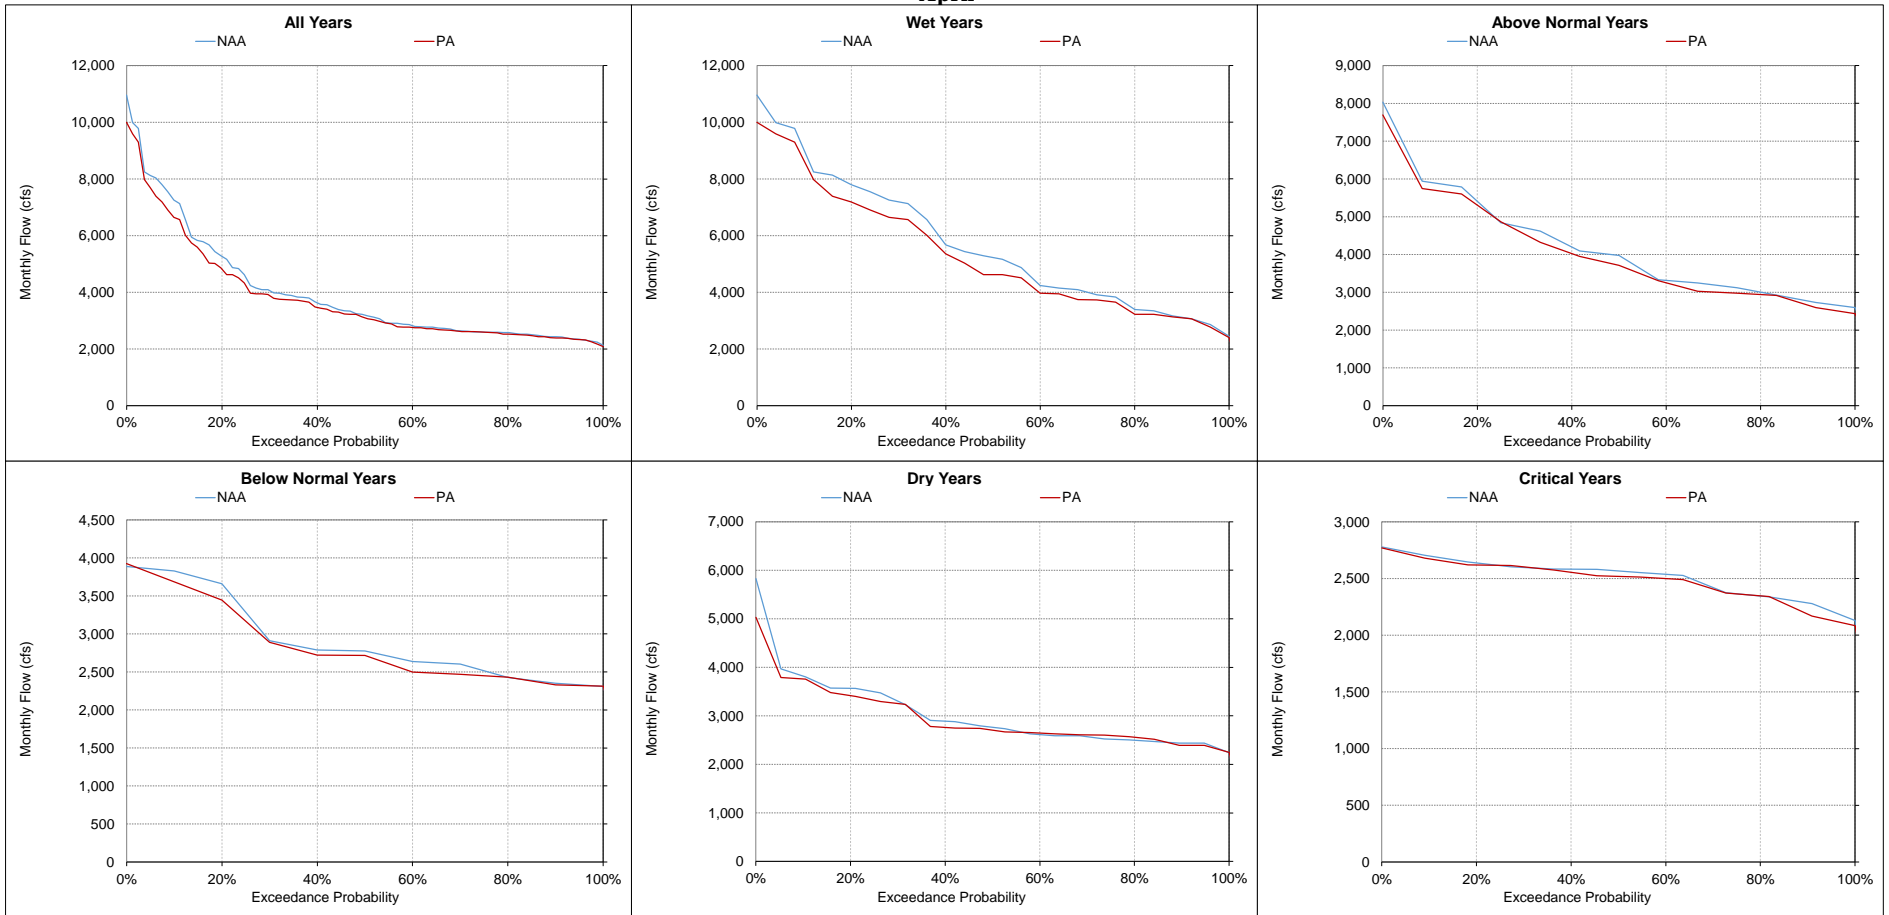 All Years
NAA PA
12,000
10,000
8,000
6,000
4,000
2,000
0
Monthly Flow (cfs)
0% 20% 40% 60% 80% 100%
Exceedance Probability
Wet Years
NAA PA
12,000
10,000
8,000
6,000
4,000
2,000
0
Monthly Flow (cfs)
0% 20% 40% 60% 80% 100%
Exceedance Probability
Above Normal Years
NAA PA
9,000
8,000
7,000
6,000
5,000
4,000
3,000
2,000
1,000
0
Monthly Flow (cfs)
0% 20% 40% 60% 80% 100%
Exceedance Probability
Below Normal Years
NAA PA
4,500
4,000
3,500
3,000
2,500
2,000
1,500
1,000
500
0
Monthly Flow (cfs)
0% 20% 40% 60% 80% 100%
Exceedance Probability
Dry Years
NAA PA
7,000
6,000
5,000
4,000
3,000
2,000
1,000
0
Monthly Flow (cfs)
0% 20% 40% 60% 80% 100%
Exceedance Probability
Critical Years
NAA PA
3,000
2,500
2,000
1,500
1,000
500
0
Monthly Flow (cfs)
0% 20% 40% 60% 80% 100%
Exceedance Probability